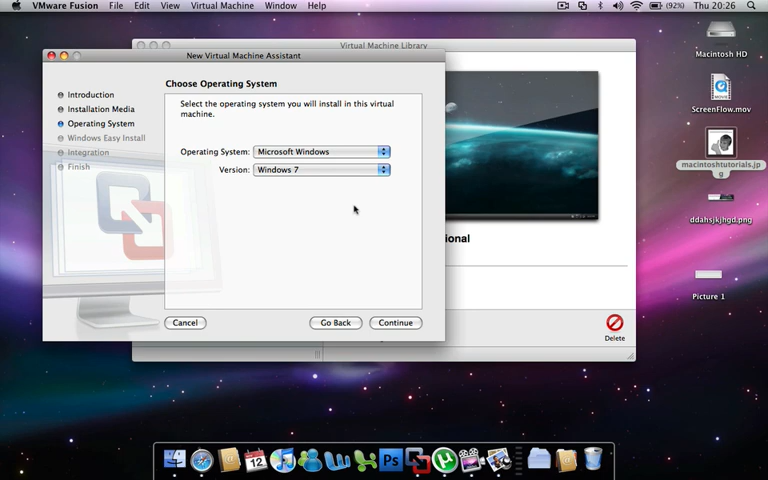 VMware Fusion File Edit View Virtual Machine Window Help (92%) Thu 20:26
Virtual Machine Library
New Virtual Machine Assistant
Macintosh HD
Choose Operating System
Introduction
Installation Media
Operating System
Windows Easy Install
Integration
Finish
Select the operating system you will install in this virtual
machine.
Operating System: Microsoft Windows
Version: Windows 7
ScreenFlow.mov
macintoshtutorials.jp
g
ddahsjkjhgd.png
ional
Picture 1
Cancel
Go Back
Continue
Delete